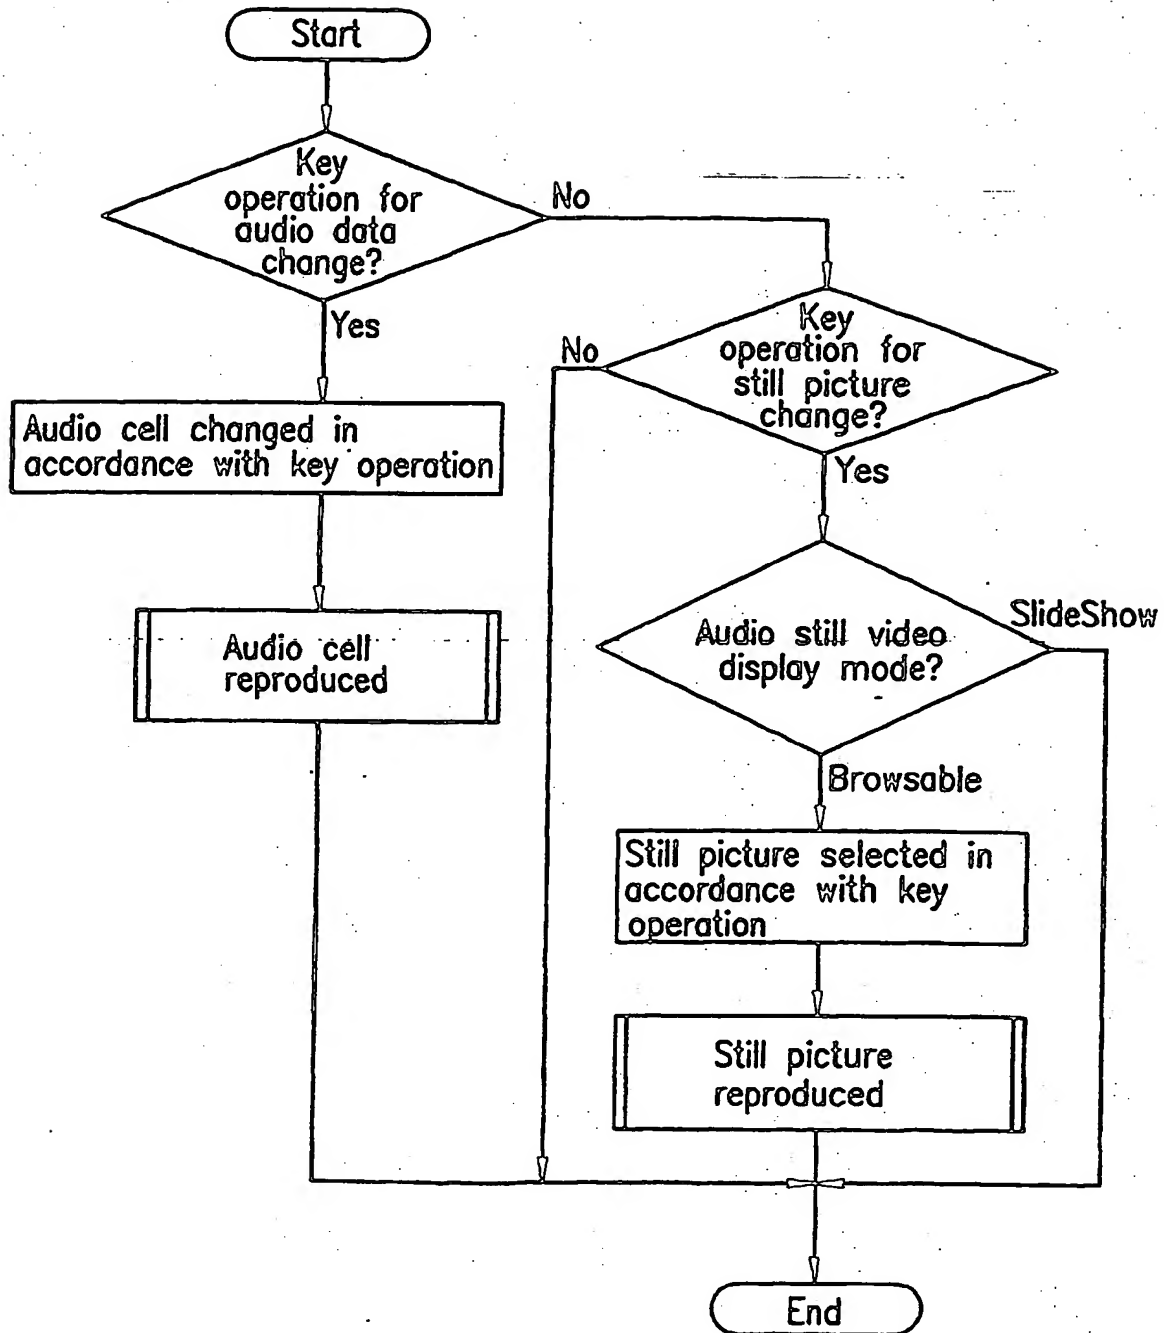 Start
Key
operation for
audio data
change?
No
Yes
Key
operation for
still picture
change?
No
Yes
Audio cell changed in
accordance with key operation
Audio cell
reproduced
Audio still video
display mode?
SlideShow
Browsable
Still picture selected in
accordance with key
operation
Still picture
reproduced
End